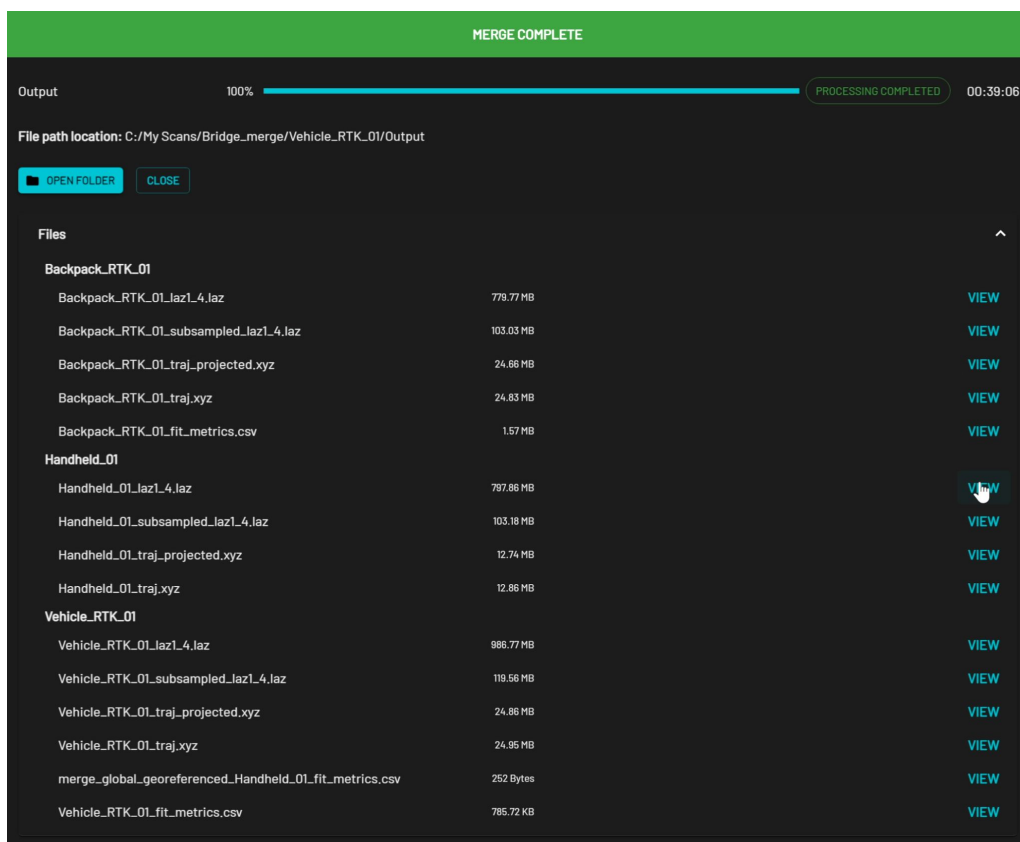 MERGE COMPLETE
Output 100% PROCESSING COMPLETED 00:39:06
File path location: C:/My Scans/Bridge_merge/Vehicle_RTK_01/Output
OPEN FOLDER CLOSE
Files
Backpack_RTK_01
Backpack_RTK_01_laz1_4.laz 779.77 MB VIEW
Backpack_RTK_01_subsampled_laz1_4.laz 103.03 MB VIEW
Backpack_RTK_01_traj_projected.xyz 24.66 MB VIEW
Backpack_RTK_01_traj.xyz 24.83 MB VIEW
Backpack_RTK_01_fit_metrics.csv 1.57 MB VIEW
Handheld_01
Handheld_01_laz1_4.laz 797.86 MB VIEW
Handheld_01_subsampled_laz1_4.laz 103.18 MB VIEW
Handheld_01_traj_projected.xyz 12.74 MB VIEW
Handheld_01_traj.xyz 12.86 MB VIEW
Vehicle_RTK_01
Vehicle_RTK_01_laz1_4.laz 986.77 MB VIEW
Vehicle_RTK_01_subsampled_laz1_4.laz 119.56 MB VIEW
Vehicle_RTK_01_traj_projected.xyz 24.86 MB VIEW
Vehicle_RTK_01_traj.xyz 24.95 MB VIEW
merge_global_georeferenced_Handheld_01_fit_metrics.csv 252 Bytes VIEW
Vehicle_RTK_01_fit_metrics.csv 785.72 KB VIEW